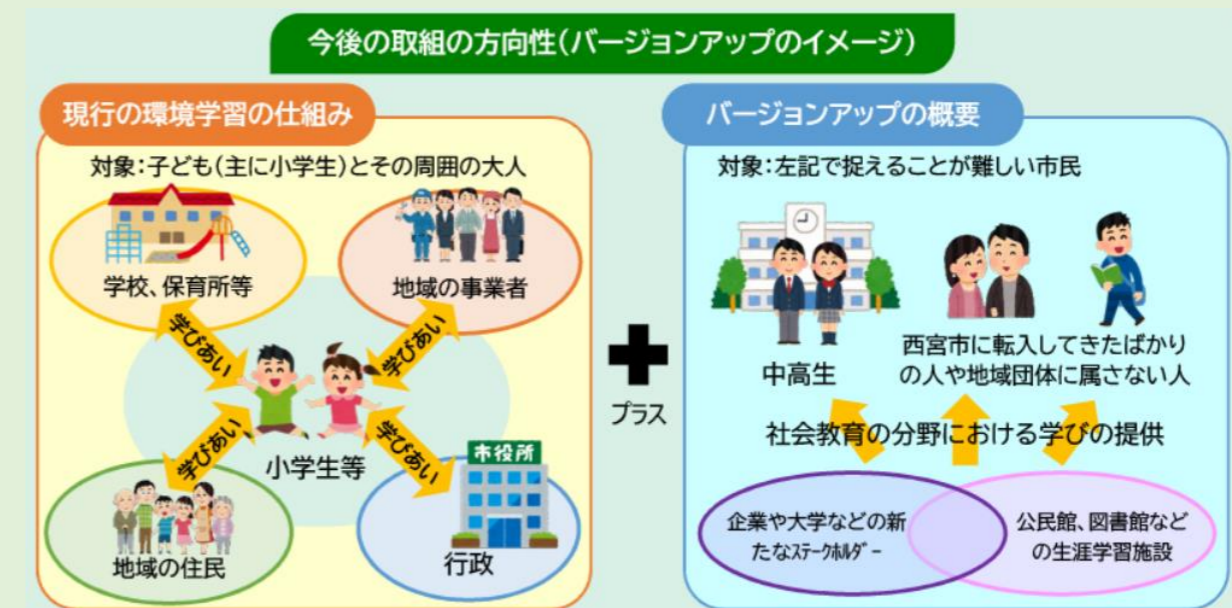 今後の取組の方向性(バージョンアップのイメージ)
現行の環境学習の仕組み
対象:子ども(主に小学生)とその周囲の大人
学校、保育所等
地域の事業者
学びあい
学びあい
小学生等
学びあい
学びあい
市役所
地域の住民
行政
プラス
バージョンアップの概要
対象:左記で捉えることが難しい市民
中高生
西宮市に転入してきたばかり
の人や地域団体に属さない人
社会教育の分野における学びの提供
企業や大学などの新
たなステークホルダー
公民館、図書館など
の生涯学習施設